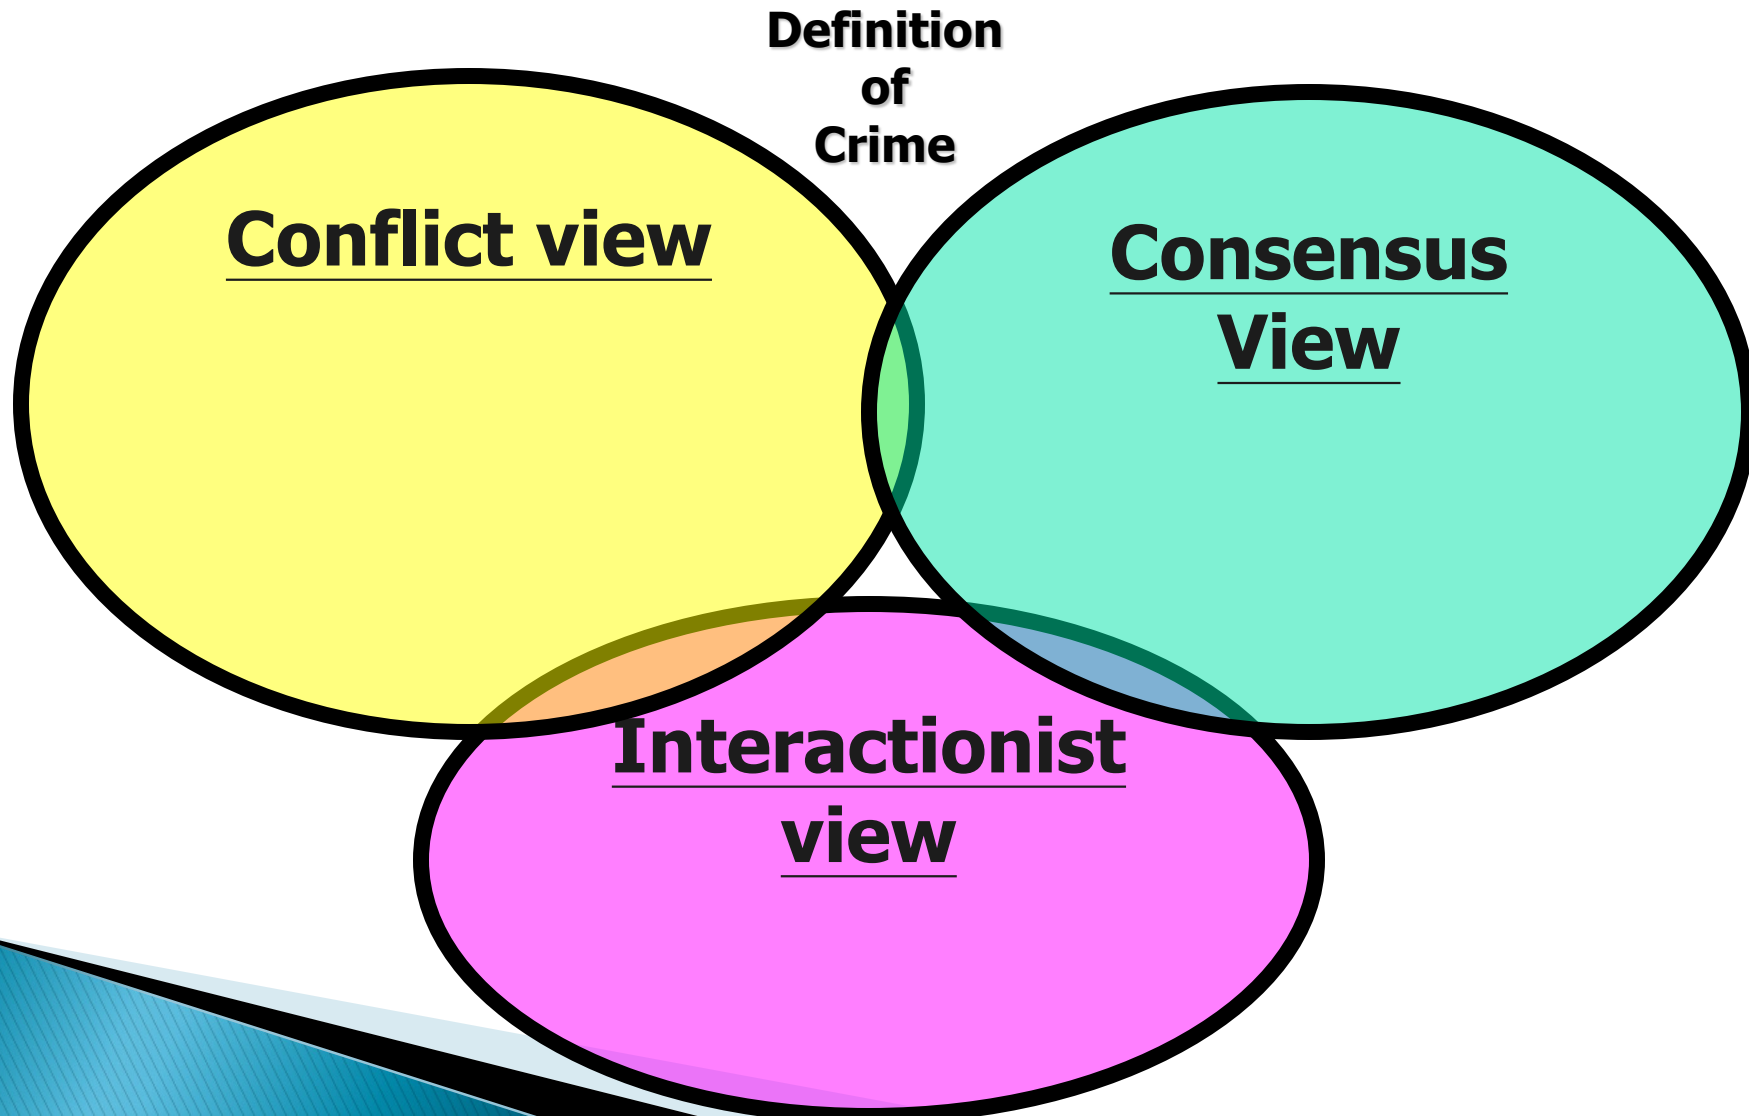 Definition
of
Crime
Conflict view
Consensus
View
Interactionist
view